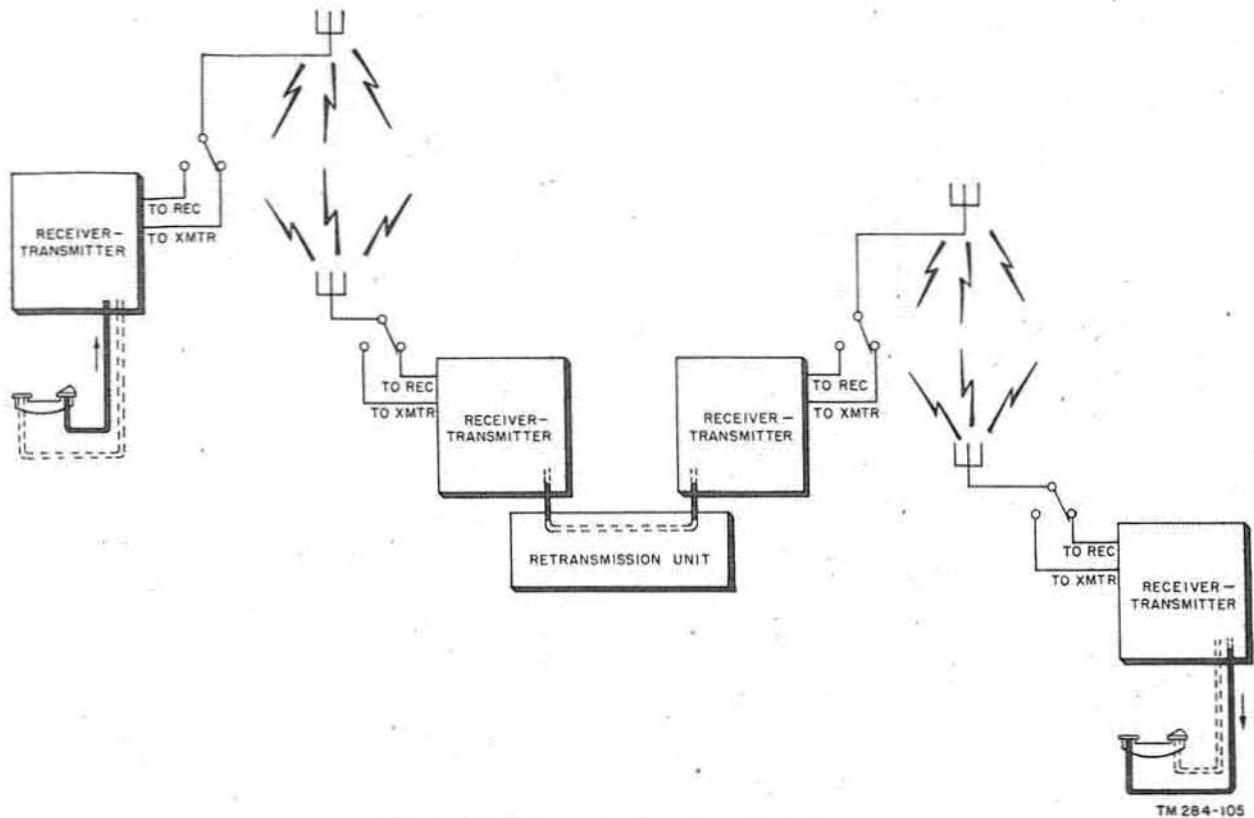 RECEIVER-
TRANSMITTER
TO REC
TO XMTR
TO REC
TO XMTR
RECEIVER-
TRANSMITTER
RECEIVER-
TRANSMITTER
TO REC
TO XMTR
RETRANSMISSION UNIT
TO REC
TO XMTR
RECEIVER-
TRANSMITTER
TM 284-105